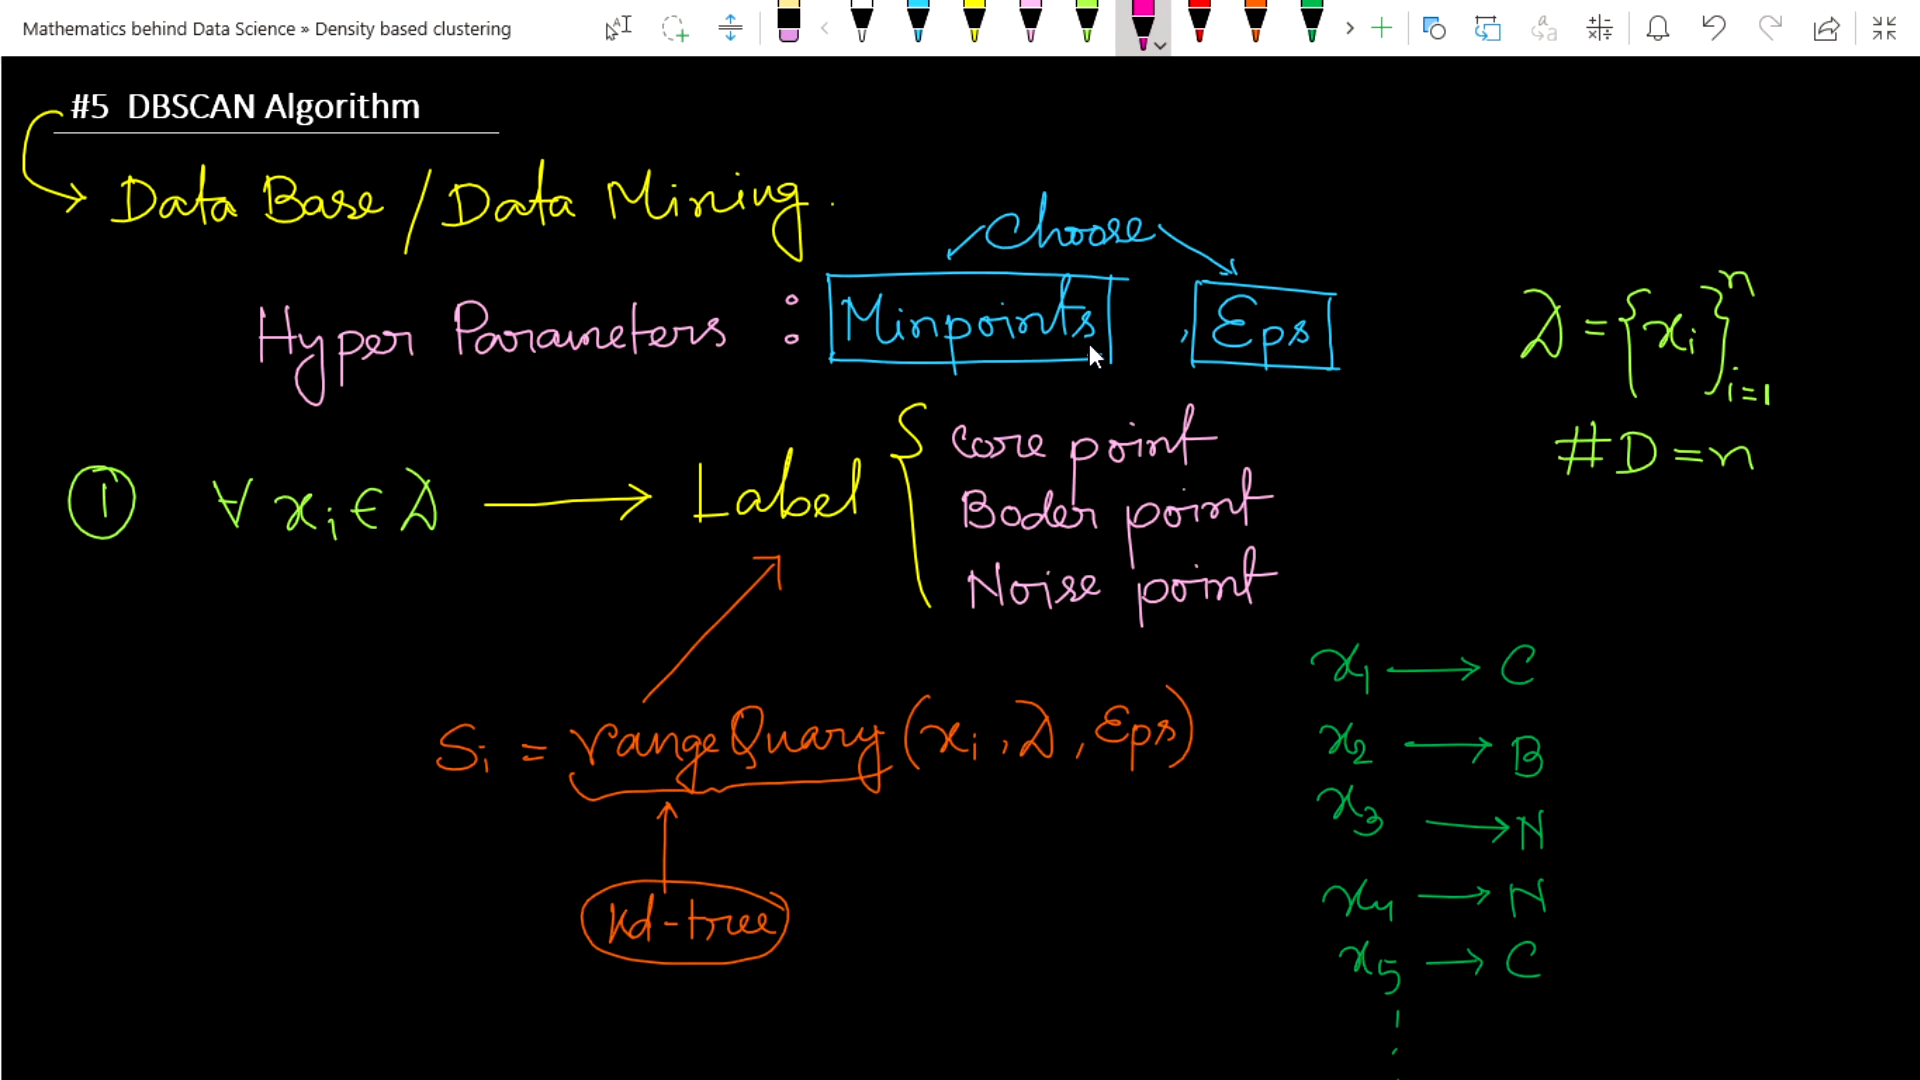 Mathematics behind Data Science » Density based clustering
#5 DBSCAN Algorithm
Data Base / Data Mining.
choose
Hyper Parameters : Minpoints , Eps
D = {xᵢ}ⁿᵢ₌₁
# D = n
① ∀ xᵢ ∈ D ⟶ Label { core point
Boder point
Noise point
Sᵢ = rangeQuary (xᵢ , D , Eps)
kd-tree
x₁ ⟶ C
x₂ ⟶ B
x₃ ⟶ N
x₄ ⟶ N
x₅ ⟶ C